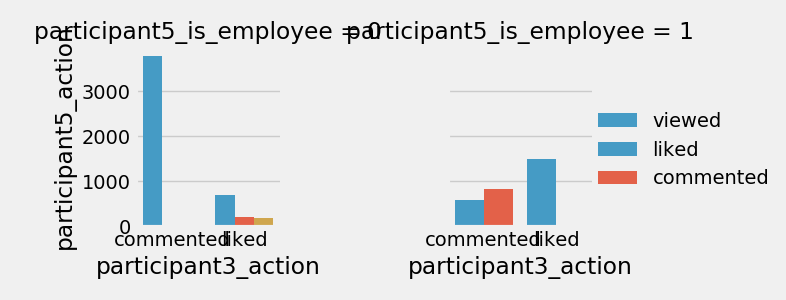 participant5_is_employee = 0
participant5_is_employee = 1
participant5_action
3000
2000
1000
0
commented
liked
commented
liked
participant3_action
participant3_action
viewed
liked
commented